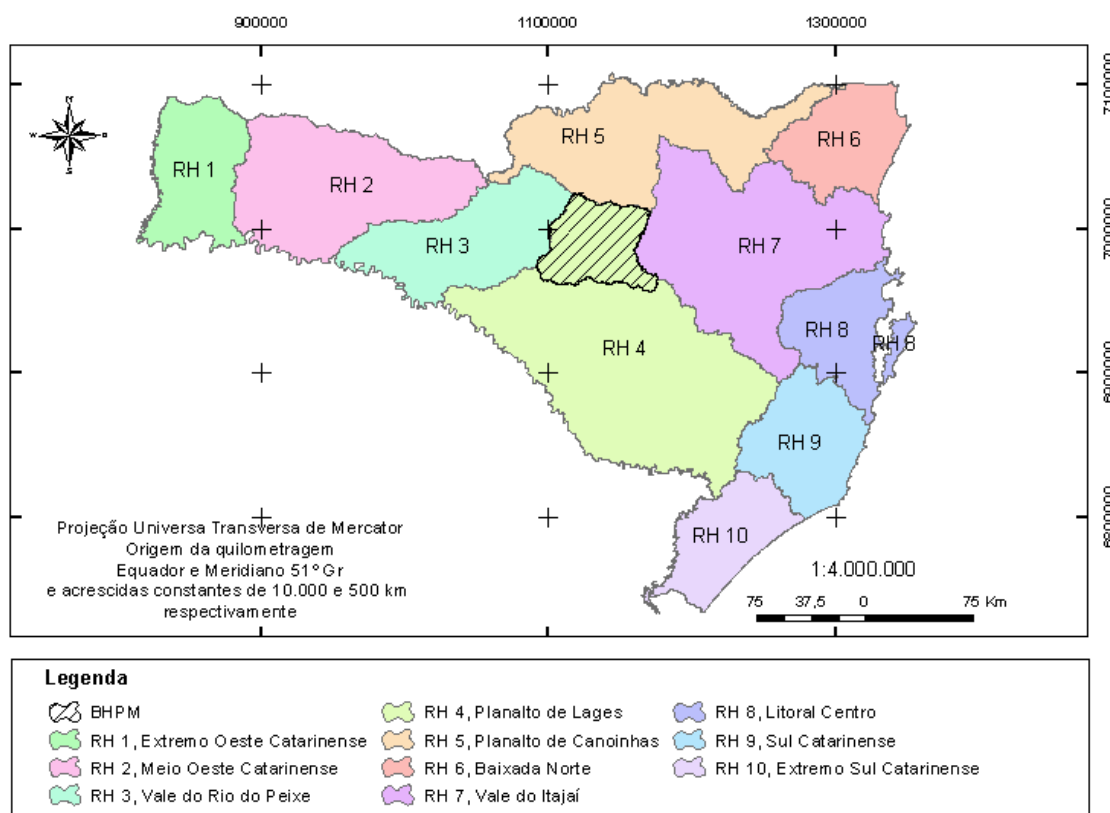 900000
1100000
1300000
7100000
7000000
6900000
N
W
S
RH 1
RH 2
RH 3
RH 4
RH 5
RH 6
RH 7
RH 8
RH 8
RH 9
RH 10
Projeção Universa Transversa de Mercator
Origem da quilometragem
Equador e Meridiano 51° Gr
e acrescidas constantes de 10.000 e 500 km
respectivamente
1:4.000.000
75 37,5 0 75 Km
Legenda
BHPM
RH 1, Extremo Oeste Catarinense
RH 2, Meio Oeste Catarinense
RH 3, Vale do Rio do Peixe
RH 4, Planalto de Lages
RH 5, Planalto de Canoinhas
RH 6, Baixada Norte
RH 7, Vale do Itajaí
RH 8, Litoral Centro
RH 9, Sul Catarinense
RH 10, Extremo Sul Catarinense